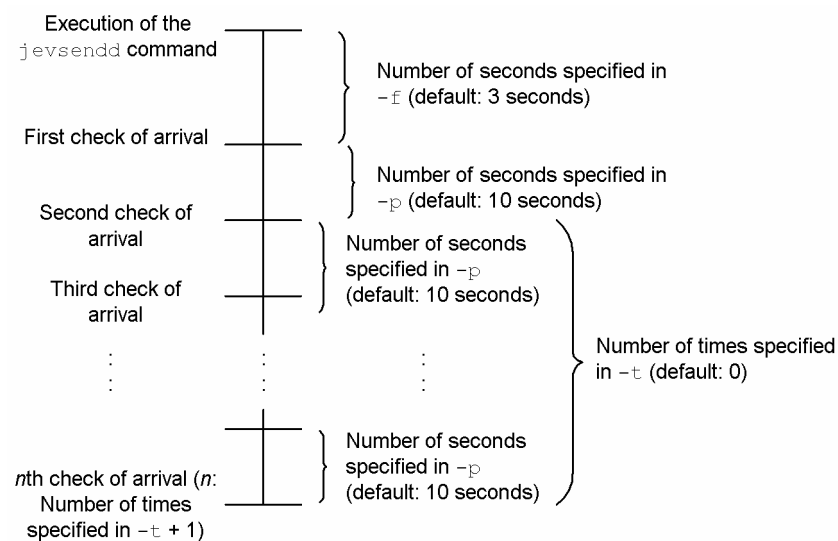 Execution of the
jevsendd command
Number of seconds specified in
-f (default: 3 seconds)
First check of arrival
Number of seconds specified in
-p (default: 10 seconds)
Second check of
arrival
Number of seconds
specified in -p
(default: 10 seconds)
Third check of
arrival
Number of times specified
in -t (default: 0)
Number of seconds
specified in -p
(default: 10 seconds)
nth check of arrival (n:
Number of times
specified in -t + 1)